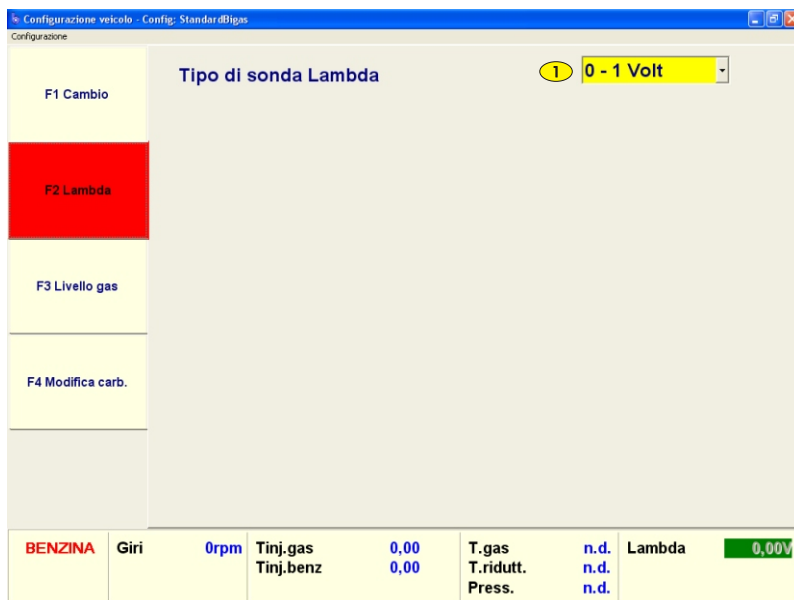 Configurazione veicolo - Config: StandardBigas
Configurazione
F1 Cambio
Tipo di sonda Lambda
1
0 - 1 Volt
F2 Lambda
F3 Livello gas
F4 Modifica carb.
BENZINA Giri 0rpm Tinj.gas 0,00 T.gas n.d. Lambda 0,00V
Tinj.benz 0,00 T.ridutt. n.d.
Press. n.d.